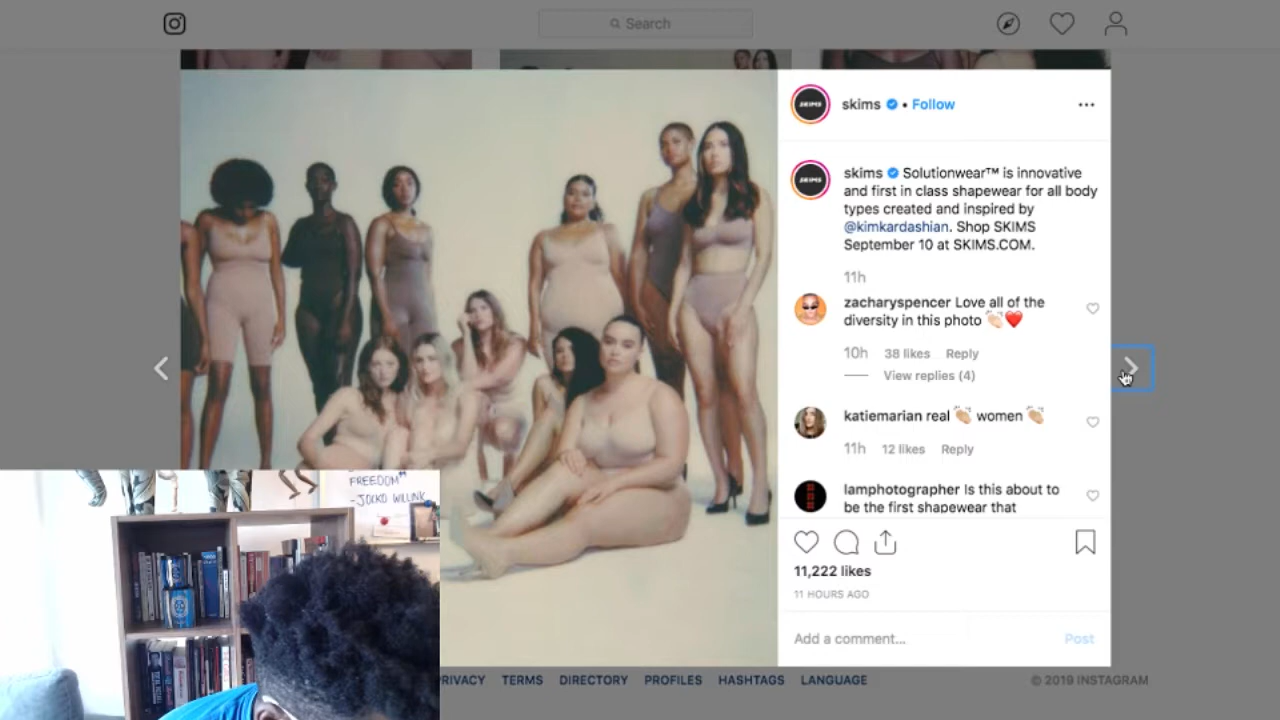 Search
skims • Follow
skims Solutionwear™ is innovative
and first in class shapewear for all body
types created and inspired by
@kimkardashian. Shop SKIMS
September 10 at SKIMS.COM.
11h
zacharyspencer Love all of the
diversity in this photo 👏🏻❤️
10h 38 likes Reply
View replies (4)
katiemarian real 👏🏼 women 👏🏼
11h 12 likes Reply
lamphotographer Is this about to
be the first shapewear that
11,222 likes
11 HOURS AGO
Add a comment... Post
FREEDOM"
-JOCKO WILLINK
RIVACY TERMS DIRECTORY PROFILES HASHTAGS LANGUAGE © 2019 INSTAGRAM